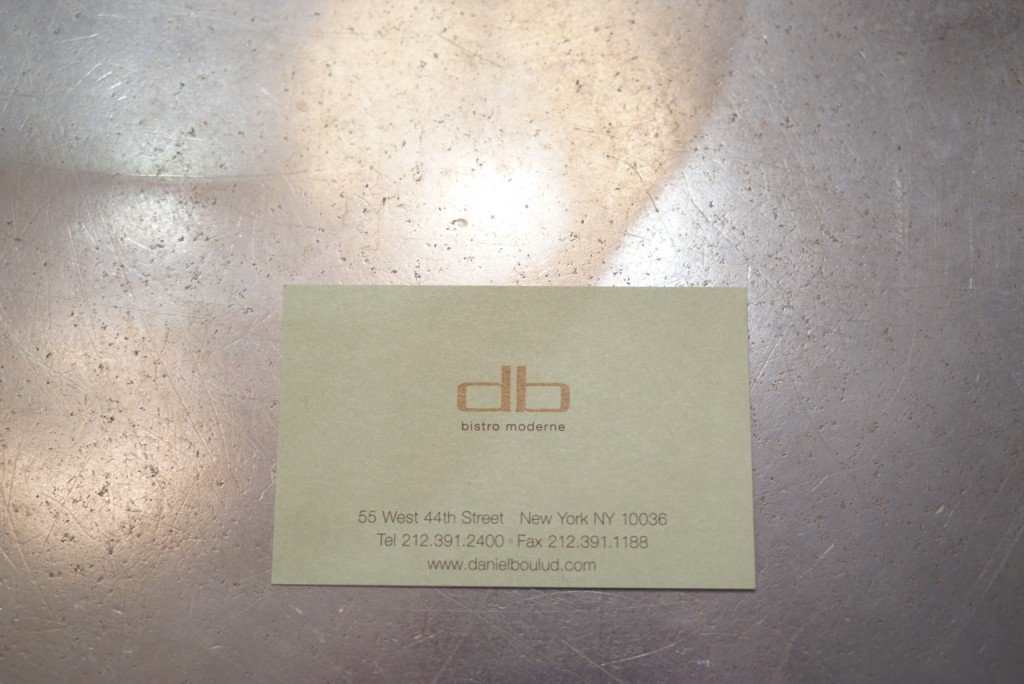 db
bistro moderne
55 West 44th Street New York NY 10036
Tel 212.391.2400 • Fax 212.391.1188
www.danielboulud.com